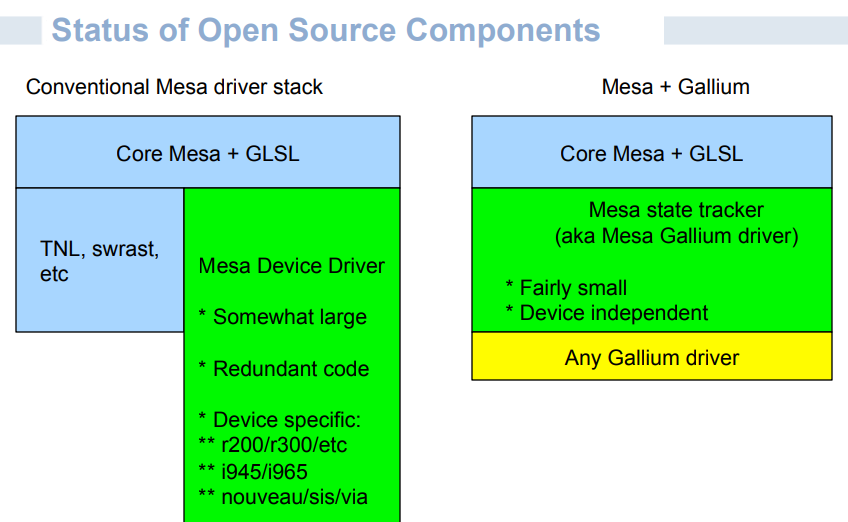 Status of Open Source Components
Conventional Mesa driver stack
Core Mesa + GLSL
TNL, swrast,
etc
Mesa Device Driver
* Somewhat large
* Redundant code
* Device specific:
** r200/r300/etc
** i945/i965
** nouveau/sis/via
Mesa + Gallium
Core Mesa + GLSL
Mesa state tracker
(aka Mesa Gallium driver)
* Fairly small
* Device independent
Any Gallium driver